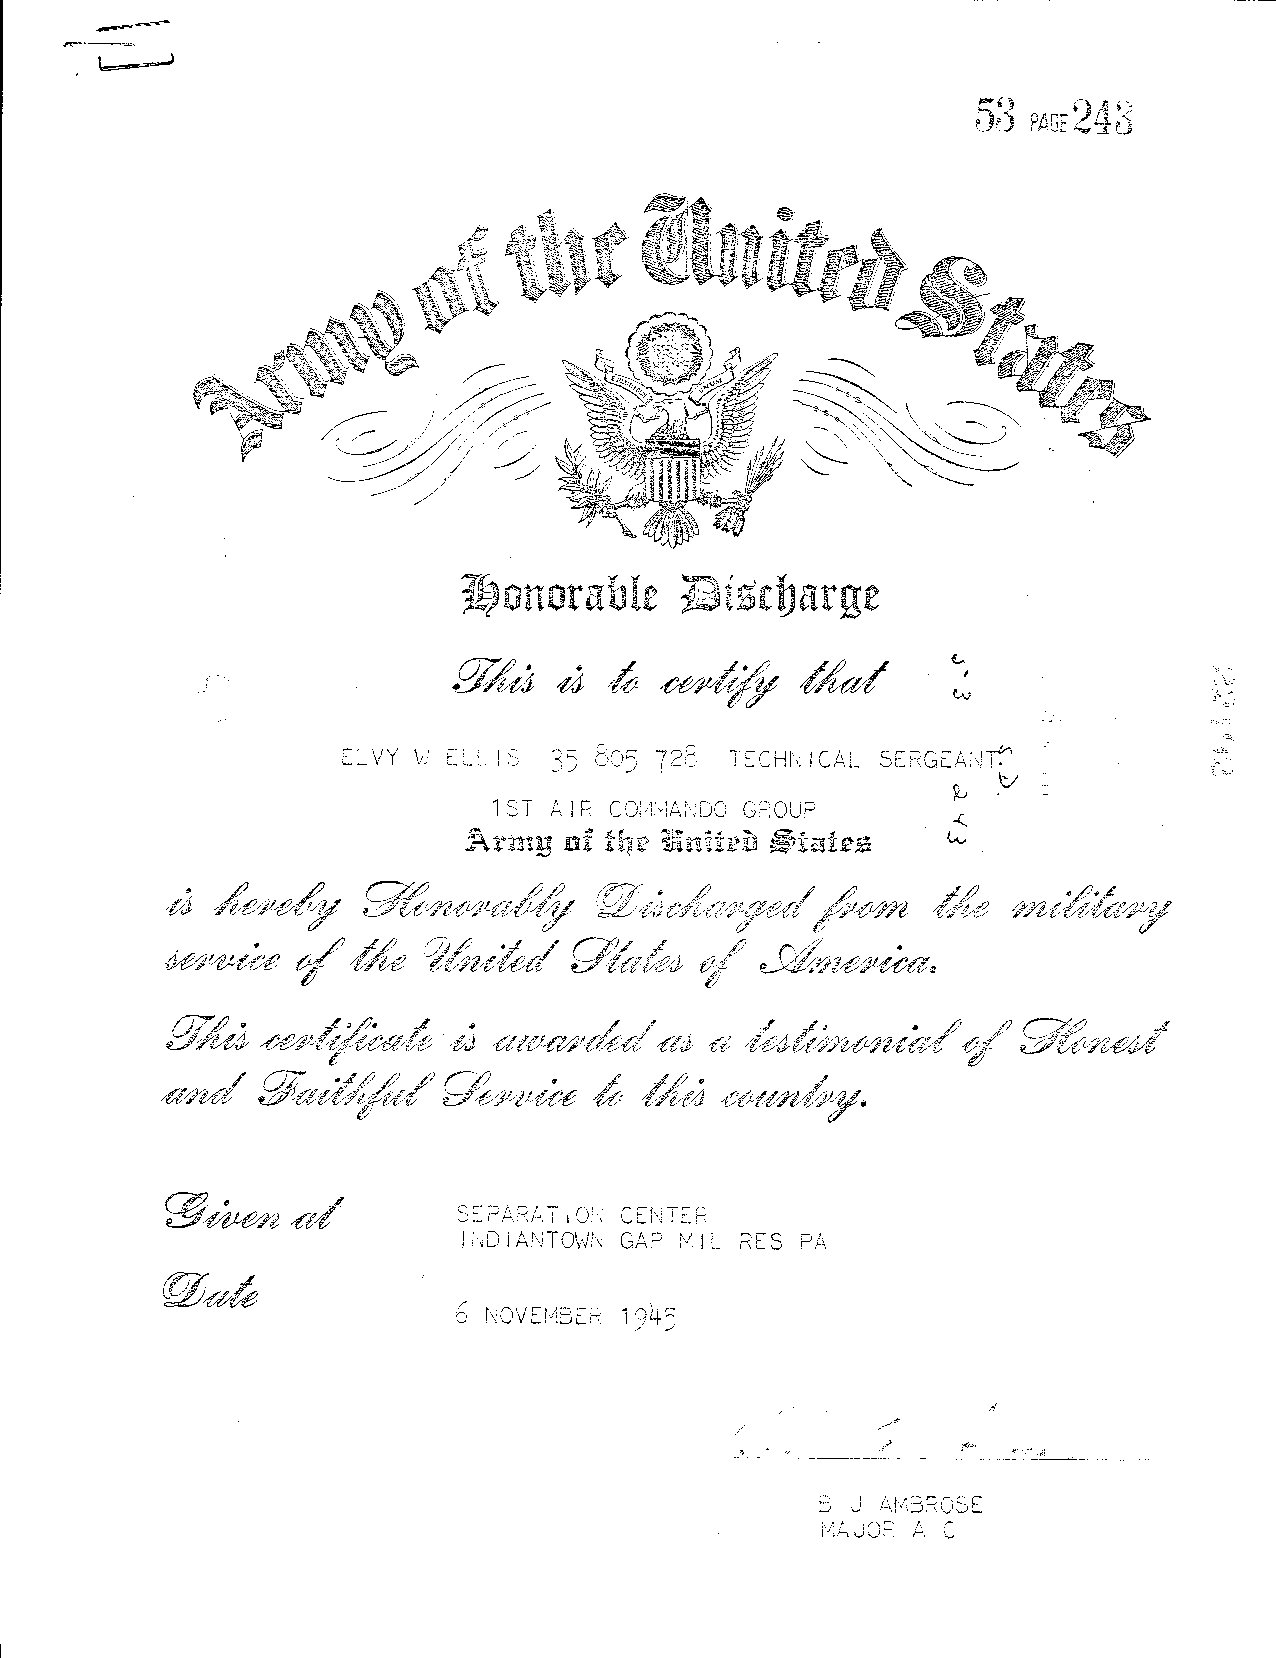 53 PAGE 243
Army of the United States
Honorable Discharge
This is to certify that
ELVY W ELLIS 35 805 728 TECHNICAL SERGEANT
1ST AIR COMMANDO GROUP
Army of the United States
is hereby Honorably Discharged from the military
service of the United States of America.
This certificate is awarded as a testimonial of Honest
and Faithful Service to this country.
Given at SEPARATION CENTER
INDIANTOWN GAP MIL RES PA
Date 6 NOVEMBER 1945
B J AMBROSE
MAJOR A C